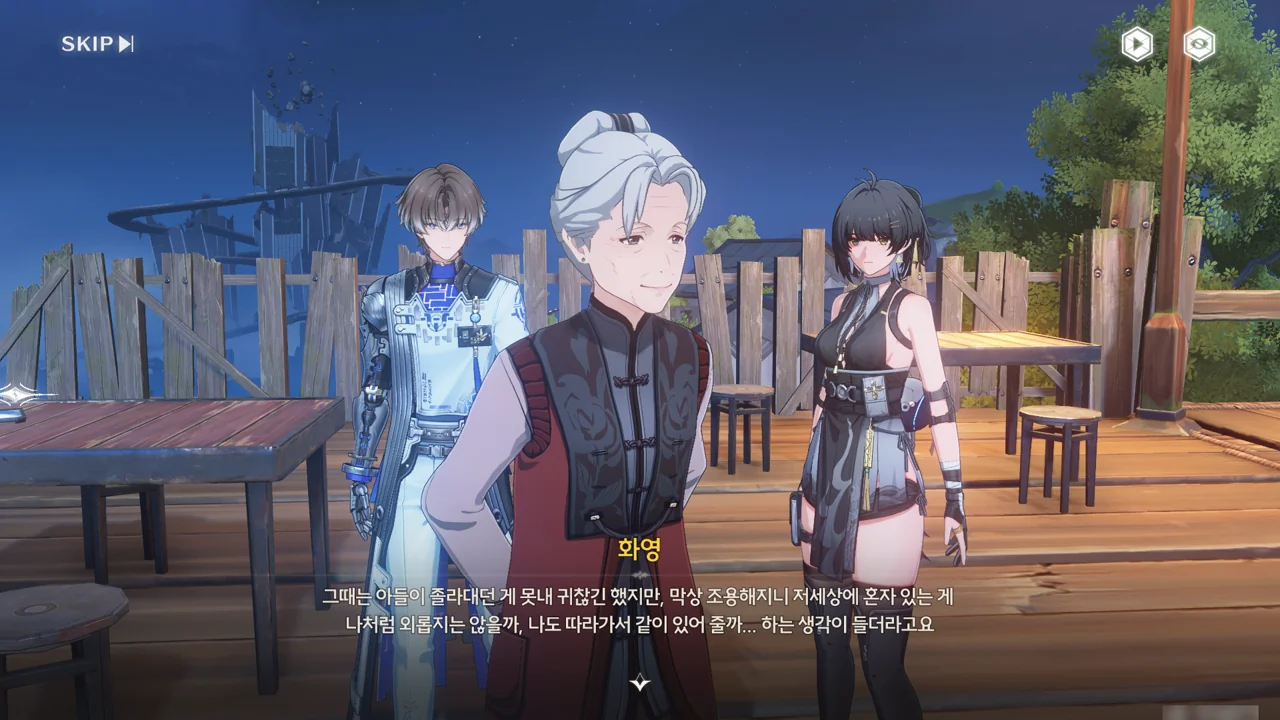 SKIP
화영
그때는 아들이 졸라대던 게 못내 귀찮긴 했지만, 막상 조용해지니 저세상에 혼자 있는 게
나처럼 외롭지는 않을까, 나도 따라가서 같이 있어 줄까... 하는 생각이 들더라고요